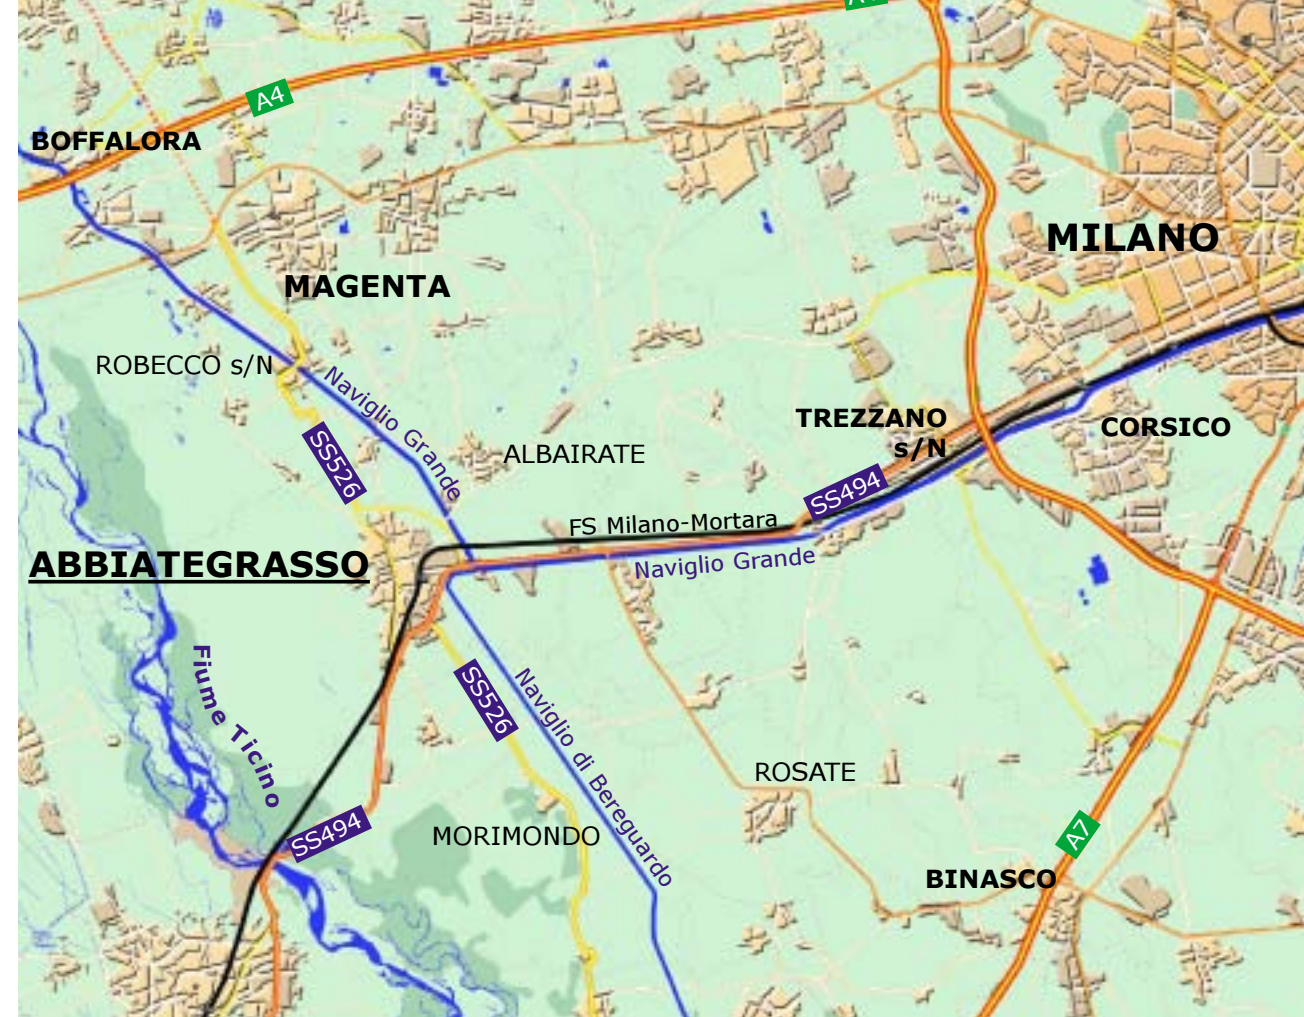 A4
BOFFALORA
MILANO
MAGENTA
ROBECCO s/N
Naviglio Grande
SS526
ALBAIRATE
TREZZANO
s/N
CORSICO
SS494
FS Milano-Mortara
Naviglio Grande
ABBIATEGRASSO
Fiume Ticino
SS526
Naviglio di Bereguardo
ROSATE
SS494
MORIMONDO
A7
BINASCO